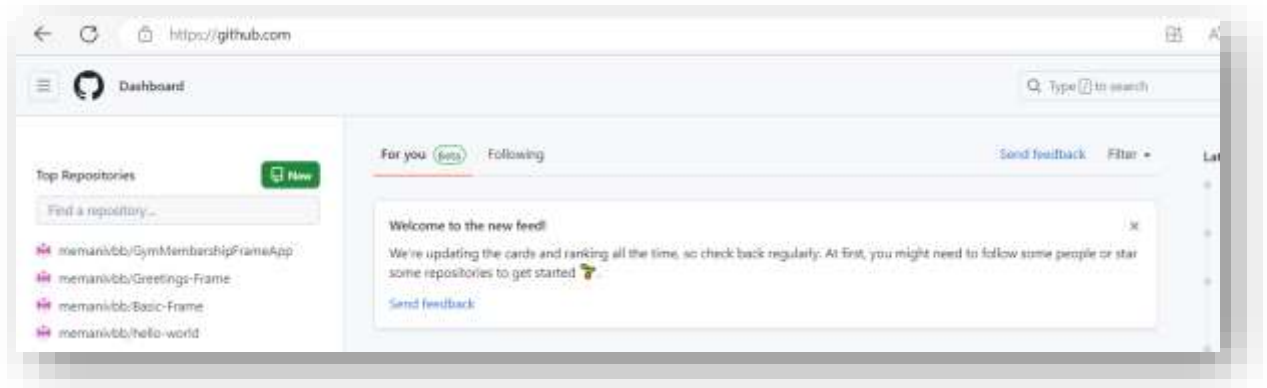 https://github.com
Dashboard
Type / to search
For you Beta Following
Send feedback Filter
Lat
Top Repositories
New
Find a repository...
Welcome to the new feed!
We're updating the cards and ranking all the time, so check back regularly. At first, you might need to follow some people or star
some repositories to get started
Send feedback
memanivbb/GymMembershipFrameApp
memanivbb/Greetings-Frame
memanivbb/Basic-Frame
memanivbb/hello-world